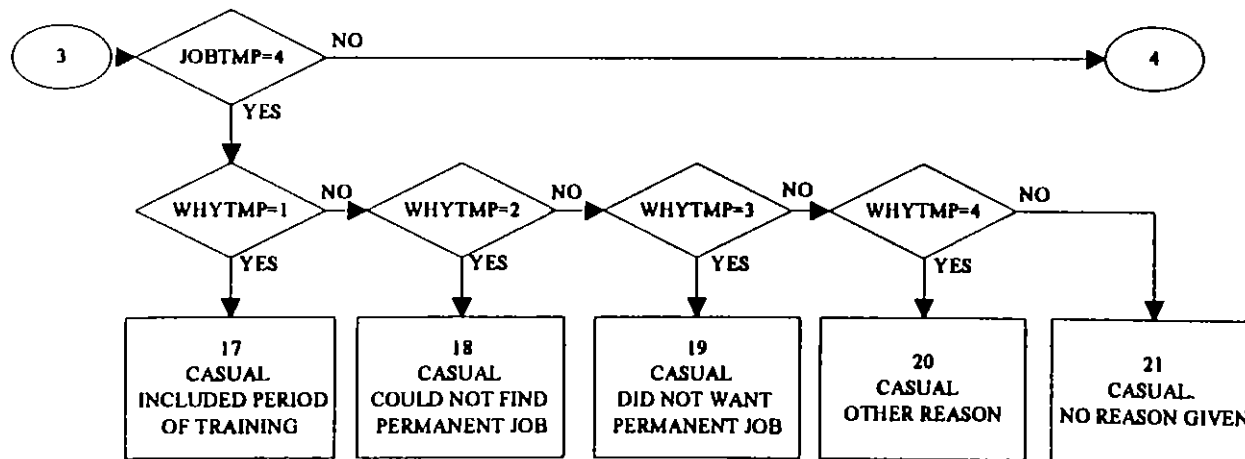 3
JOBTMP=4
NO
4
YES
WHYTMP=1
NO
WHYTMP=2
NO
WHYTMP=3
NO
WHYTMP=4
NO
YES
YES
YES
YES
17
CASUAL
INCLUDED PERIOD
OF TRAINING
18
CASUAL
COULD NOT FIND
PERMANENT JOB
19
CASUAL
DID NOT WANT
PERMANENT JOB
20
CASUAL
OTHER REASON
21
CASUAL.
NO REASON GIVEN